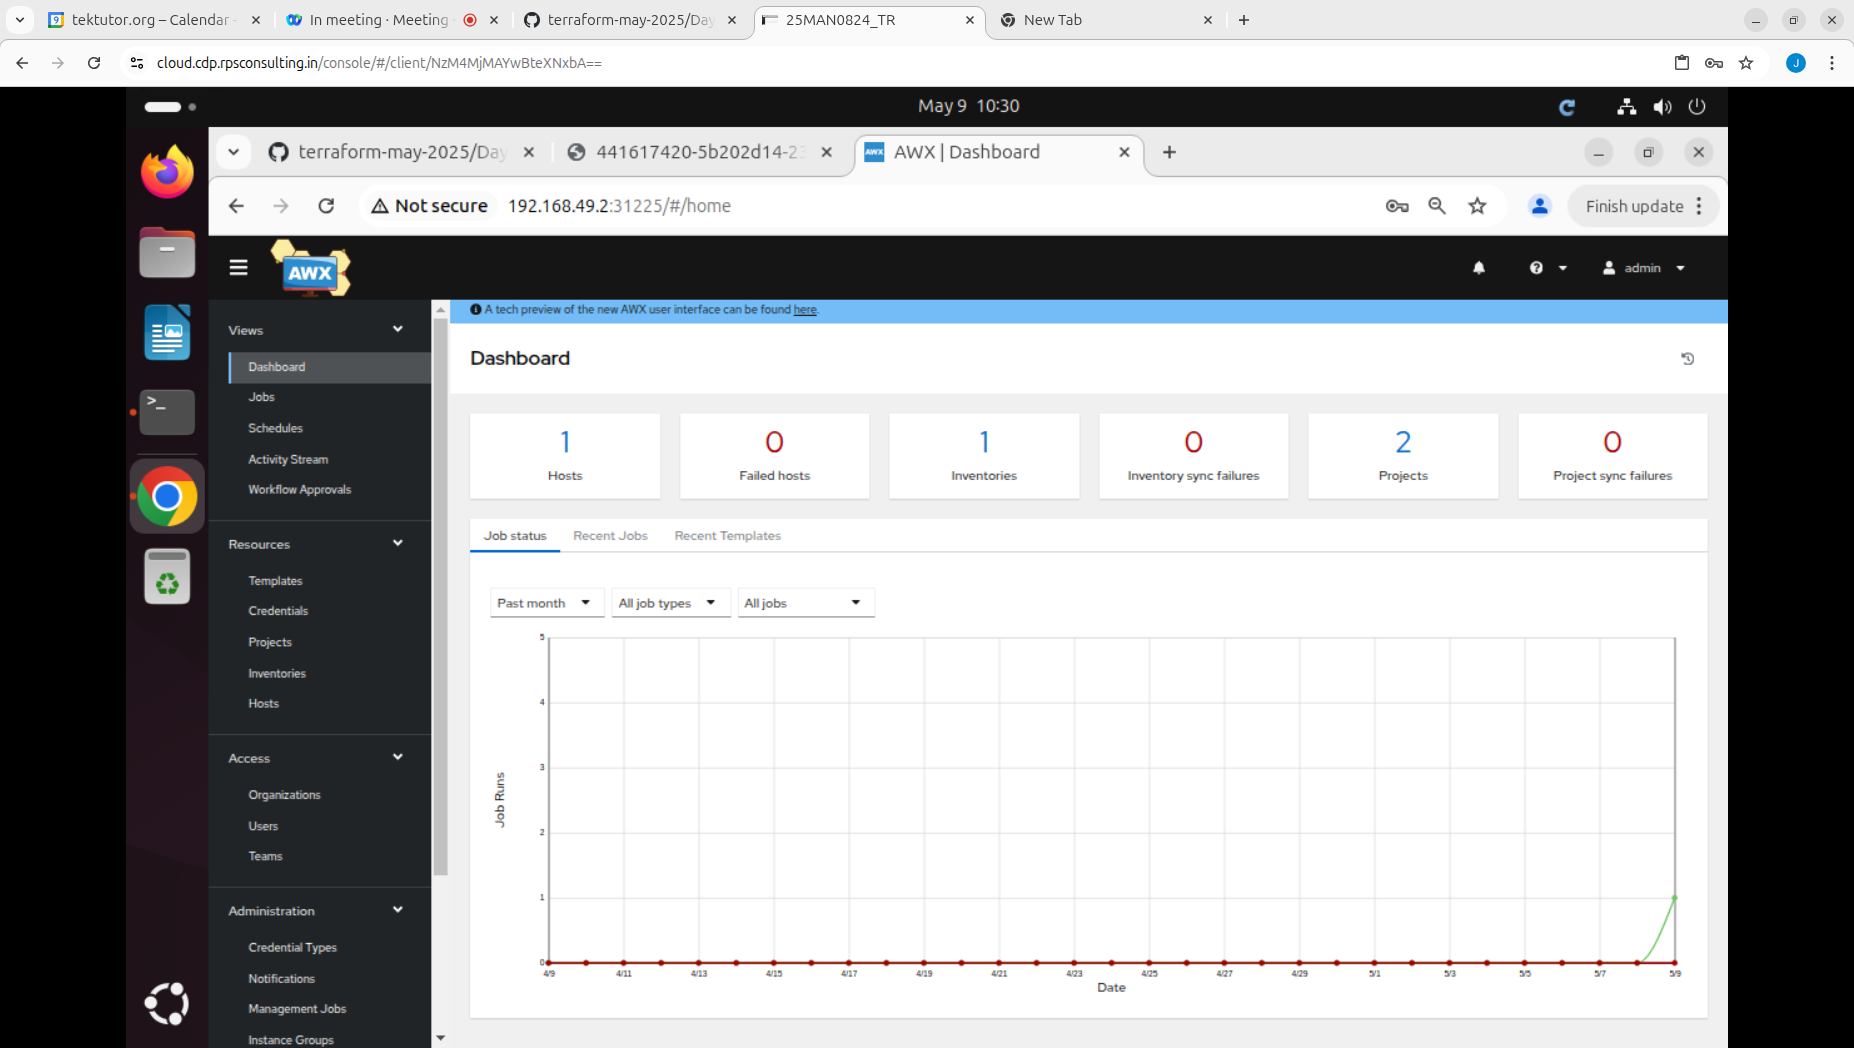 tektutor.org – Calendar
In meeting · Meeting
terraform-may-2025/Day
25MAN0824_TR
New Tab
cloud.cdp.rpsconsulting.in/console/#/client/NzM4MjMAYwBteXNxbA==
J
May 9 10:30
terraform-may-2025/Day
441617420-5b202d14-23
AWX | Dashboard
Not secure
192.168.49.2:31225/#/home
Finish update
AWX
admin
A tech preview of the new AWX user interface can be found here.
Views
Dashboard
Jobs
Schedules
Activity Stream
Workflow Approvals
Resources
Templates
Credentials
Projects
Inventories
Hosts
Access
Organizations
Users
Teams
Administration
Credential Types
Notifications
Management Jobs
Instance Groups
Dashboard
1
Hosts
0
Failed hosts
1
Inventories
0
Inventory sync failures
2
Projects
0
Project sync failures
Job status
Recent Jobs
Recent Templates
Past month
All job types
All jobs
5
4
3
2
1
0
Job Runs
4/9 4/11 4/13 4/15 4/17 4/19 4/21 4/23 4/25 4/27 4/29 5/1 5/3 5/5 5/7 5/9
Date